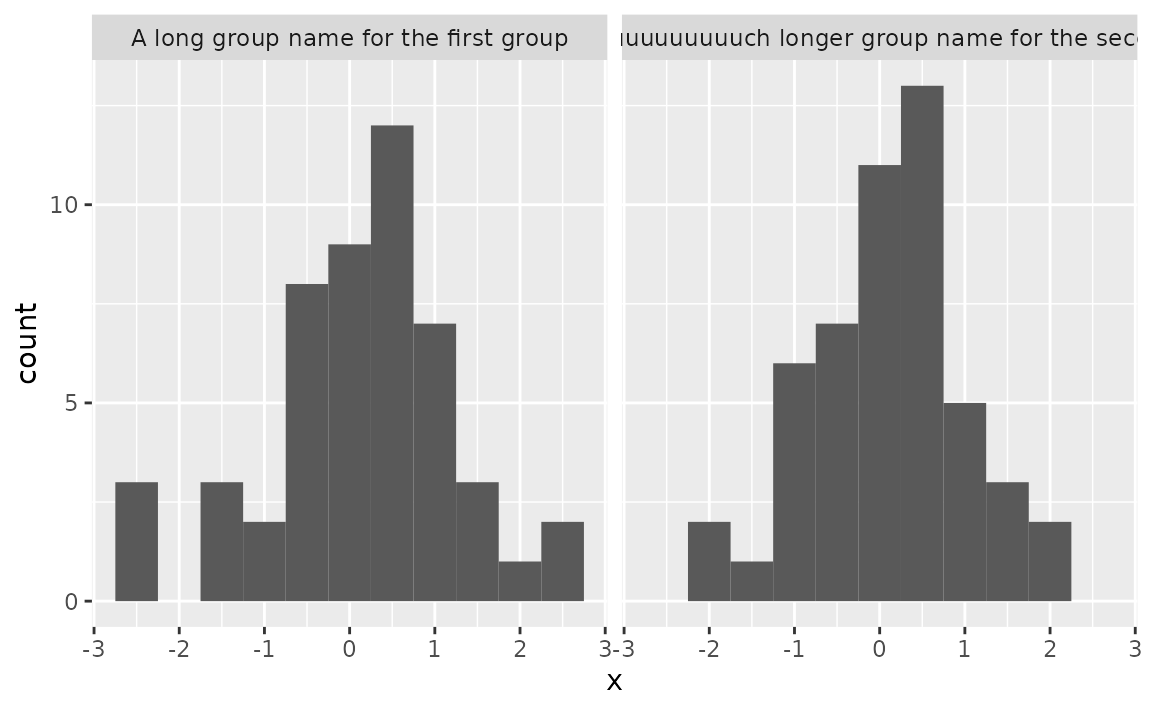 A long group name for the first group
uuuuuuuuch longer group name for the sec
count
10
5
0
-3 -2 -1 0 1 2 3
-3 -2 -1 0 1 2 3
x